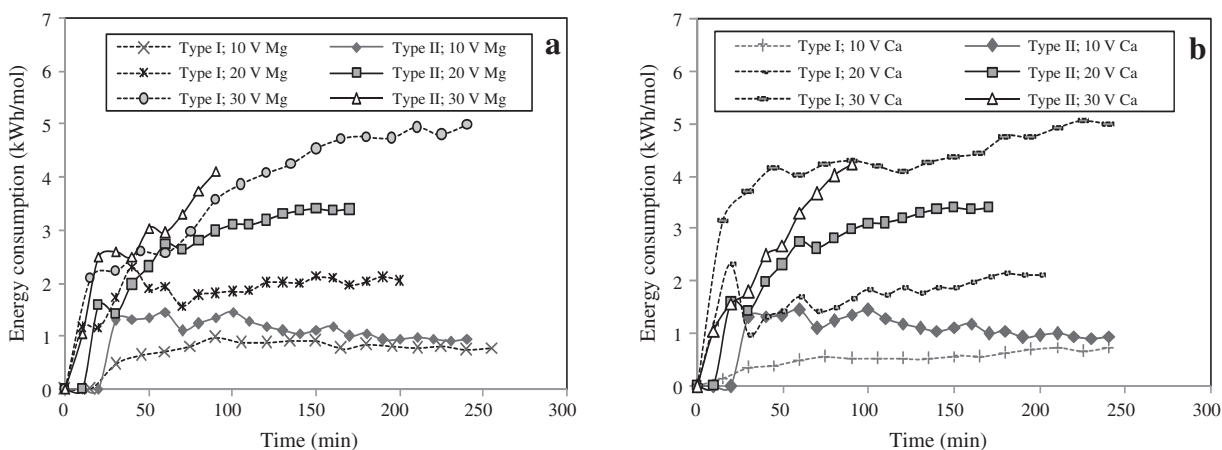 a
Type I; 10 V Mg
Type II; 10 V Mg
Type I; 20 V Mg
Type II; 20 V Mg
Type I; 30 V Mg
Type II; 30 V Mg
7
6
5
4
3
2
1
0
Energy consumption (kWh/mol)
0 50 100 150 200 250 300
Time (min)
b
Type I; 10 V Ca
Type II; 10 V Ca
Type I; 20 V Ca
Type II; 20 V Ca
Type I; 30 V Ca
Type II; 30 V Ca
7
6
5
4
3
2
1
0
Energy consumption (kWh/mol)
0 50 100 150 200 250 300
Time (min)